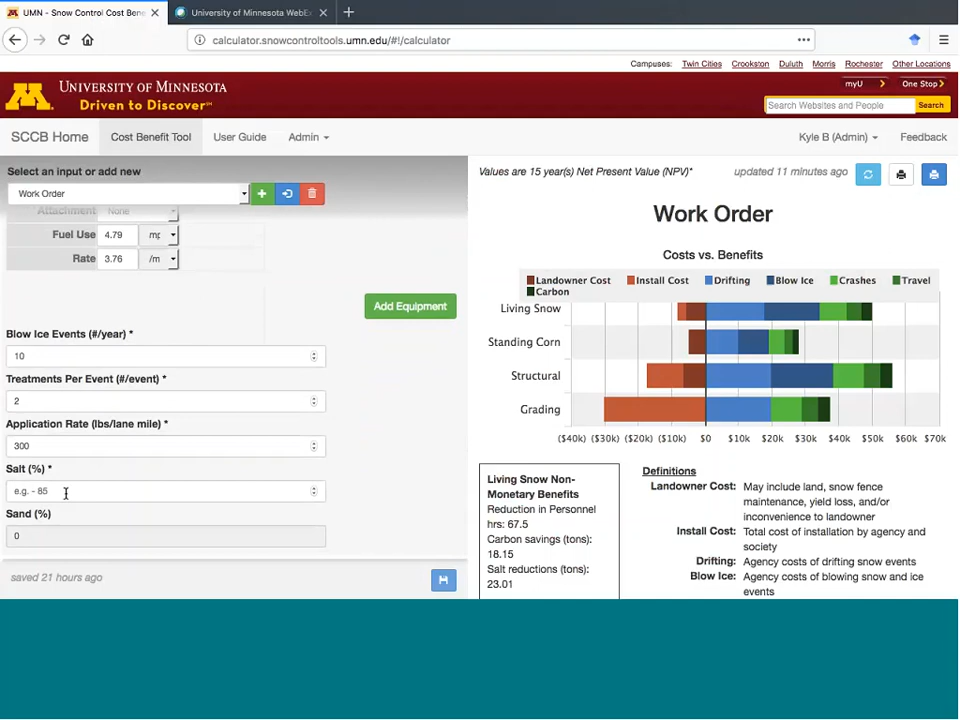 UMN - Snow Control Cost Bene
University of Minnesota WebEx
calculator.snowcontroltools.umn.edu/#!/calculator
Campuses: Twin Cities Crookston Duluth Morris Rochester Other Locations
UNIVERSITY OF MINNESOTA
Driven to Discover℠
myU
One Stop
Search Websites and People
Search
SCCB Home
Cost Benefit Tool
User Guide
Admin
Kyle B (Admin)
Feedback
Select an input or add new
Work Order
Attachment None
Fuel Use 4.79
Rate 3.76 /m
Add Equipment
Blow Ice Events (#/year) *
10
Treatments Per Event (#/event) *
2
Application Rate (lbs/lane mile) *
300
Salt (%) *
e.g. - 85
Sand (%)
0
saved 21 hours ago
Values are 15 year(s) Net Present Value (NPV)*
updated 11 minutes ago
Work Order
Costs vs. Benefits
Landowner Cost Install Cost Drifting Blow Ice Crashes Travel
Carbon
Living Snow
Standing Corn
Structural
Grading
($40k) ($30k) ($20k) ($10k) $0 $10k $20k $30k $40k $50k $60k $70k
Living Snow Non-
Monetary Benefits
Reduction in Personnel
hrs: 67.5
Carbon savings (tons):
18.15
Salt reductions (tons):
23.01
Definitions
Landowner Cost: May include land, snow fence
maintenance, yield loss, and/or
inconvenience to landowner
Install Cost: Total cost of installation by agency and
society
Drifting: Agency costs of drifting snow events
Blow Ice: Agency costs of blowing snow and ice
events